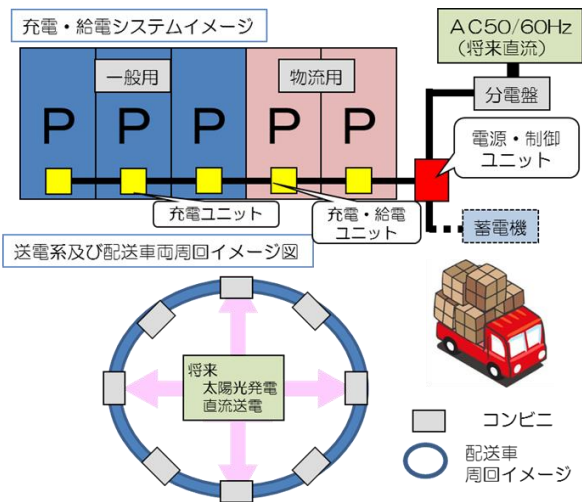 充電・給電システムイメージ
AC50/60Hz
(将来直流)
一般用
物流用
分電盤
P P P P P
電源・制御
ユニット
充電ユニット
充電・給電
ユニット
蓄電機
送電系及び配送車両周回イメージ図
将来
太陽光発電
直流送電
コンビニ
配送車
周回イメージ